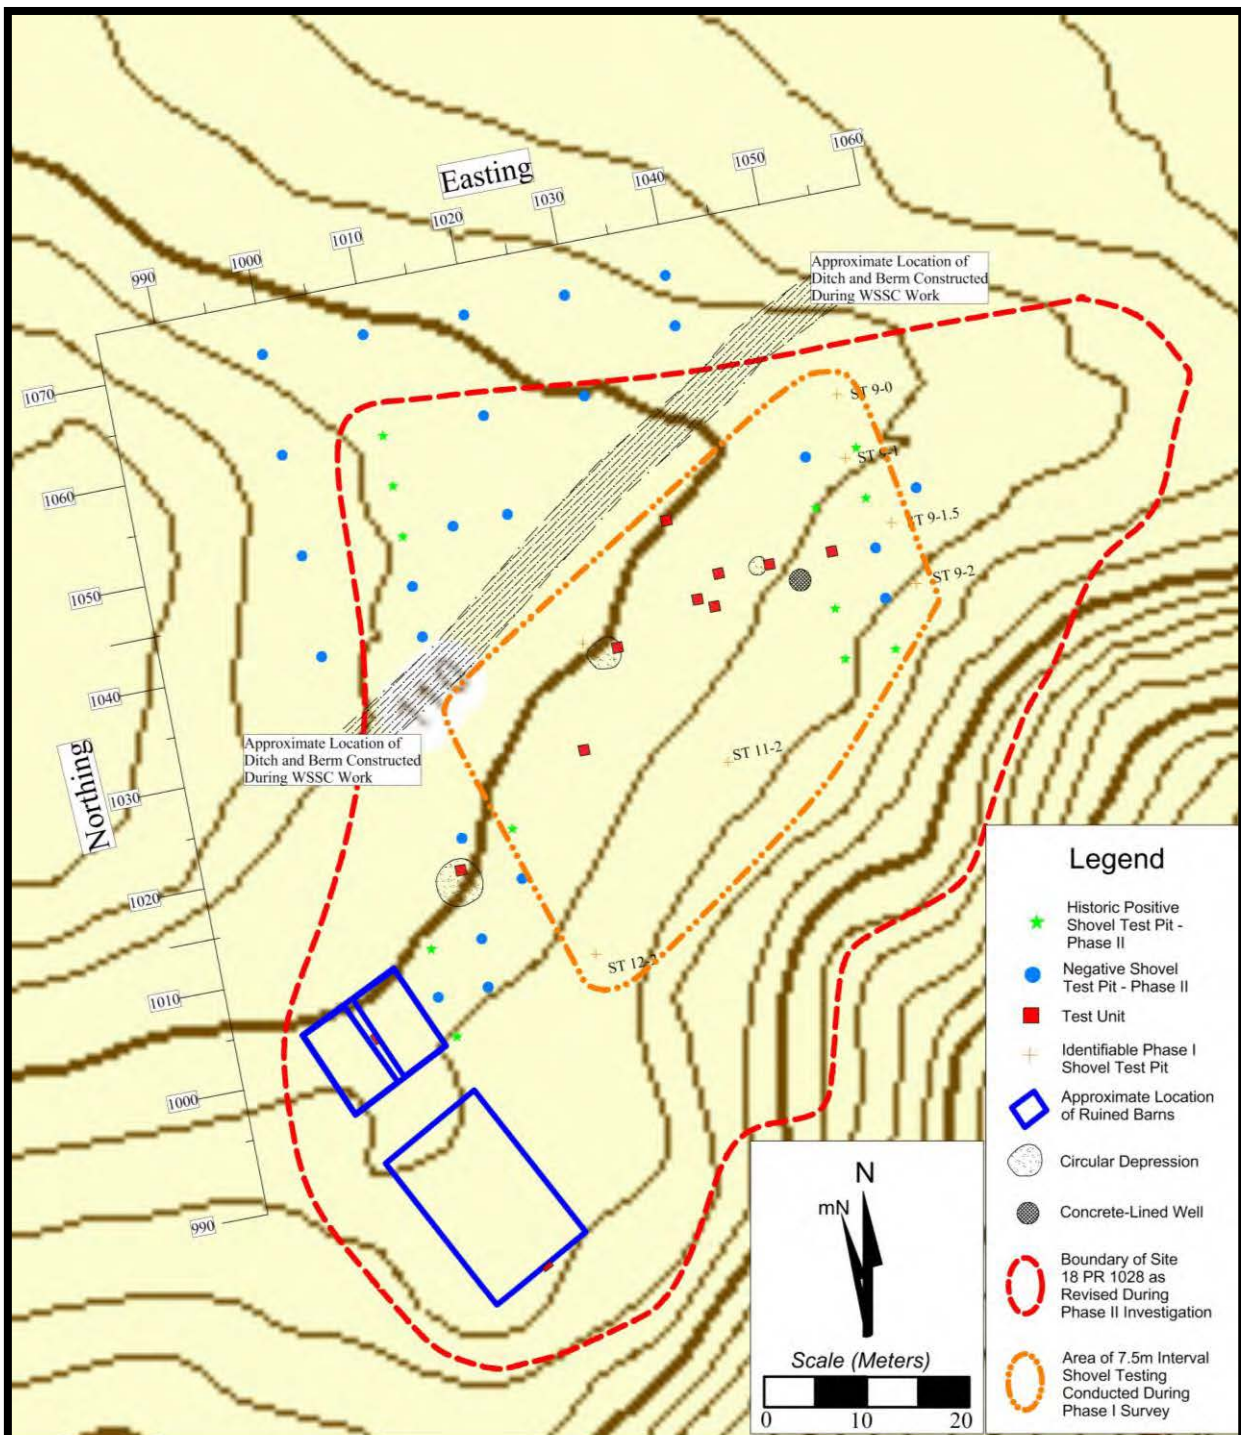 Easting
990
1000
1010
1020
1030
1040
1050
1060
Approximate Location of
Ditch and Berm Constructed
During WSSC Work
1070
1060
1050
1040
1030
1020
1010
1000
990
Northing
ST 9-0
ST 9-1
ST 9-1.5
ST 9-2
ST 11-2
ST 12-2
Approximate Location of
Ditch and Berm Constructed
During WSSC Work
Legend
Historic Positive
Shovel Test Pit -
Phase II
Negative Shovel
Test Pit - Phase II
Test Unit
Identifiable Phase I
Shovel Test Pit
Approximate Location
of Ruined Barns
Circular Depression
Concrete-Lined Well
Boundary of Site
18 PR 1028 as
Revised During
Phase II Investigation
Area of 7.5m Interval
Shovel Testing
Conducted During
Phase I Survey
N
mN
Scale (Meters)
0 10 20